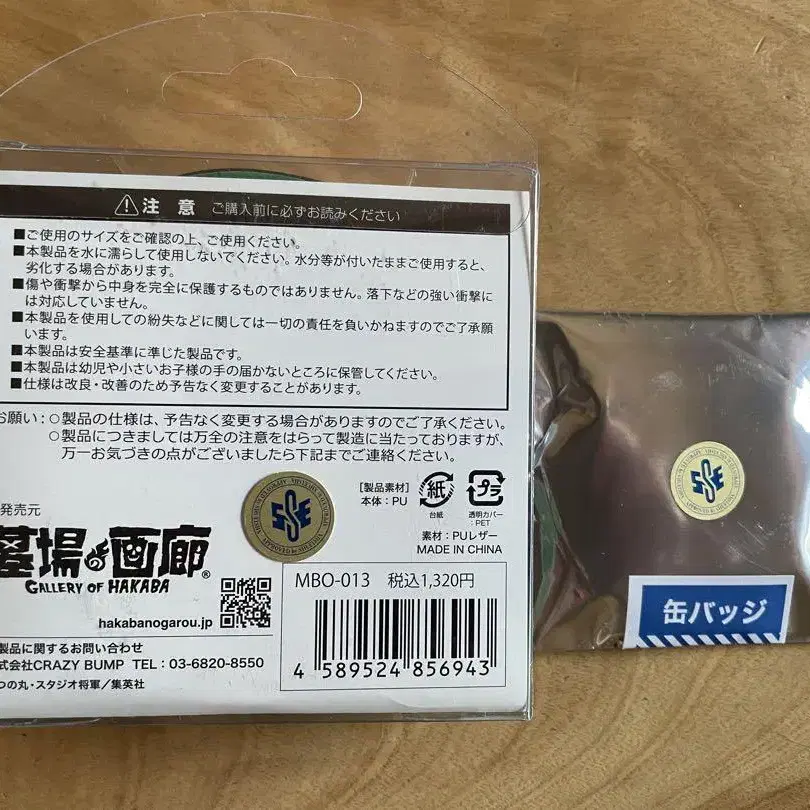 注 意 ご購入前に必ずお読みください
■ご使用のサイズをご確認の上、ご使用ください。
■本製品を水に濡らして使用しないでください。水分等が付いたままご使用すると、
劣化する場合があります。
■傷や衝撃から中身を完全に保護するものではありません。落下などの強い衝撃に
は対応していません。
■本製品を使用しての紛失などに関しては一切の責任を負いかねますのでご了承願
います。
■本製品は安全基準に準じた製品です。
■本製品は幼児や小さいお子様の手の届かないところに保管してください。
■仕様は改良・改善のため予告なく変更することがあります。
お願い:○製品の仕様は、予告なく変更する場合がありますのでご了承ください。
○製品につきましては万全の注意をはらって製造に当たっておりますが、
万一お気づきの点がございましたら下記までご連絡ください。
発売元
墓場の画廊®
GALLERY OF HAKABA
hakabanogarou.jp
製品に関するお問い合わせ
式会社CRAZY BUMP TEL:03-6820-8550
つの丸・スタジオ将軍/集英社
[製品素材]
本体:PU
紙
台紙
プラ
透明カバー
:PET
素材:PUレザー
MADE IN CHINA
MBO-013 税込1,320円
4 589524 856943
缶バッジ